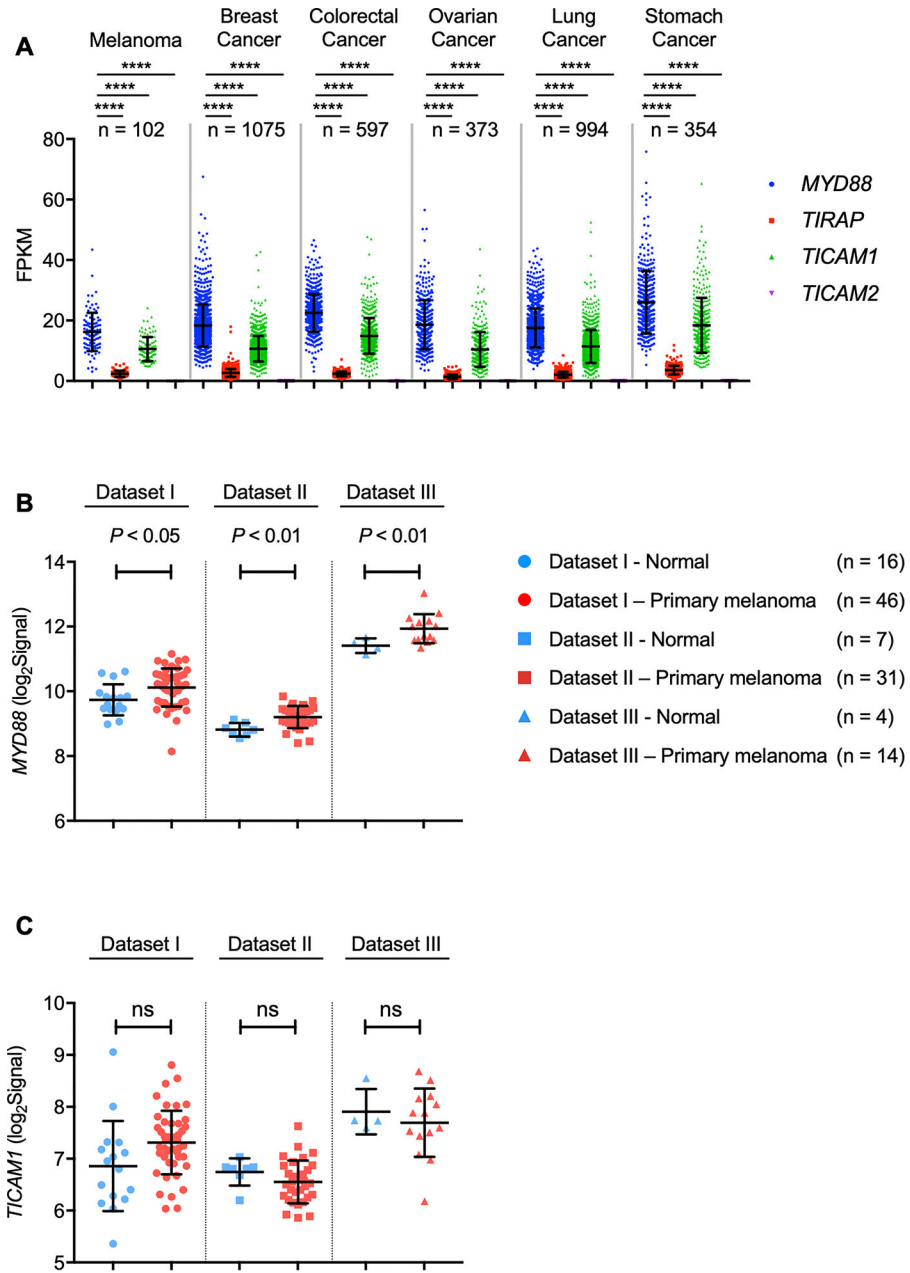 A
Melanoma
Breast
Cancer
Colorectal
Cancer
Ovarian
Cancer
Lung
Cancer
Stomach
Cancer
**** **** **** **** **** ****
**** **** **** **** **** ****
**** **** **** **** **** ****
n = 102 n = 1075 n = 597 n = 373 n = 994 n = 354
FPKM
80
60
40
20
0
MYD88
TIRAP
TICAM1
TICAM2
B
Dataset I Dataset II Dataset III
P < 0.05 P < 0.01 P < 0.01
MYD88 (log2Signal)
14
12
10
8
6
Dataset I - Normal (n = 16)
Dataset I – Primary melanoma (n = 46)
Dataset II - Normal (n = 7)
Dataset II – Primary melanoma (n = 31)
Dataset III - Normal (n = 4)
Dataset III – Primary melanoma (n = 14)
C
Dataset I Dataset II Dataset III
ns ns ns
TICAM1 (log2Signal)
10
9
8
7
6
5